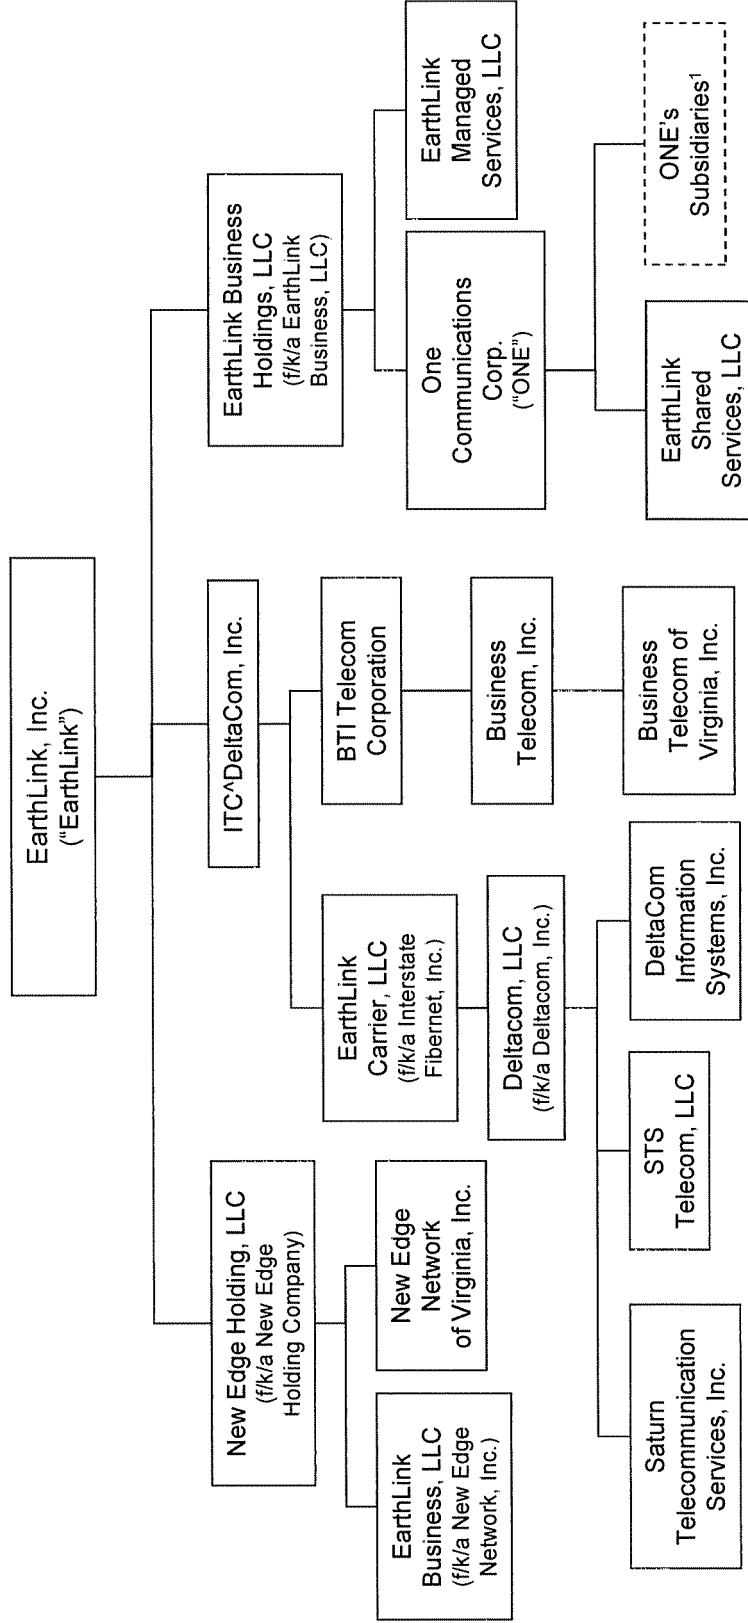 EarthLink, Inc.
("EarthLink")
New Edge Holding, LLC
(f/k/a New Edge
Holding Company)
ITC^DeltaCom, Inc.
EarthLink Business
Holdings, LLC
(f/k/a EarthLink
Business, LLC)
EarthLink
Business, LLC
(f/k/a New Edge
Network, Inc.)
New Edge
Network
of Virginia, Inc.
EarthLink
Carrier, LLC
(f/k/a Interstate
Fibernet, Inc.)
BTI Telecom
Corporation
One
Communications
Corp.
("ONE")
EarthLink
Managed
Services, LLC
Deltacom, LLC
(f/k/a Deltacom, Inc.)
Business
Telecom, Inc.
Saturn
Telecommunication
Services, Inc.
STS
Telecom, LLC
DeltaCom
Information
Systems, Inc.
Business
Telecom of
Virginia, Inc.
EarthLink
Shared
Services, LLC
ONE's
Subsidiaries¹